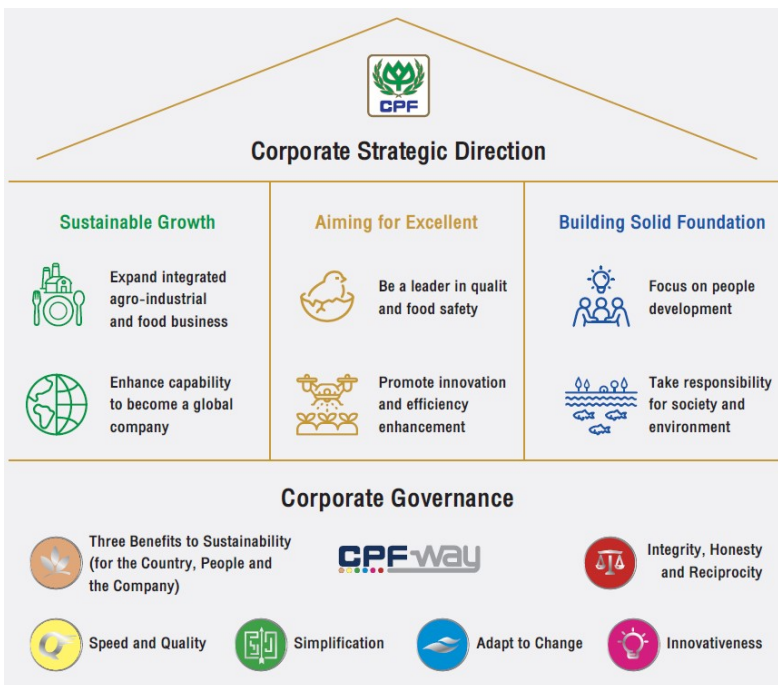 CPF
Corporate Strategic Direction
Sustainable Growth
Expand integrated
agro-industrial
and food business
Enhance capability
to become a global
company
Aiming for Excellent
Be a leader in qualit
and food safety
Promote innovation
and efficiency
enhancement
Building Solid Foundation
Focus on people
development
Take responsibility
for society and
environment
Corporate Governance
Three Benefits to Sustainability
(for the Country, People and
the Company)
CPF-way
Integrity, Honesty
and Reciprocity
Speed and Quality
Simplification
Adapt to Change
Innovativeness